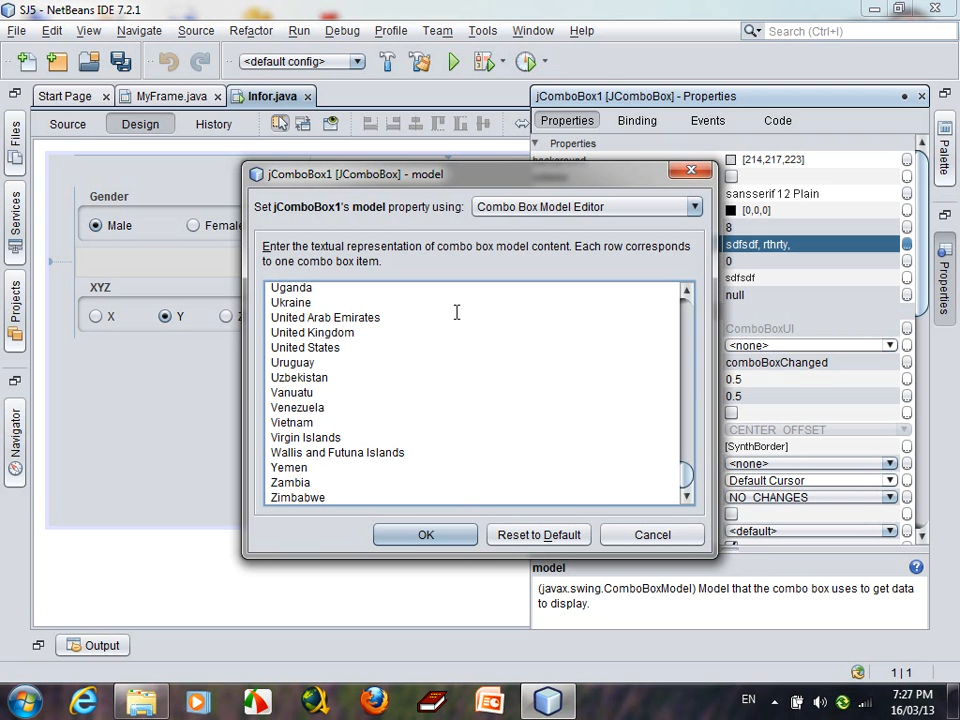 SJ5 - NetBeans IDE 7.2.1
File Edit View Navigate Source Refactor Run Debug Profile Team Tools Window Help
Search (Ctrl+I)
<default config>
Start Page MyFrame.java Infor.java
jComboBox1 [JComboBox] - Properties
Source Design History
Properties Binding Events Code
Files
Services
Projects
Navigator
Palette
Properties
Properties
[214,217,223]
sansserif 12 Plain
[0,0,0]
8
sdfsdf, rthrty,
0
sdfsdf
null
ComboBoxUI
<none>
comboBoxChanged
0.5
0.5
CENTER_OFFSET
[SynthBorder]
<none>
Default Cursor
NO_CHANGES
<default>
Gender
Male Female
XYZ
X Y
jComboBox1 [JComboBox] - model
Set jComboBox1's model property using: Combo Box Model Editor
Enter the textual representation of combo box model content. Each row corresponds
to one combo box item.
Uganda
Ukraine
United Arab Emirates
United Kingdom
United States
Uruguay
Uzbekistan
Vanuatu
Venezuela
Vietnam
Virgin Islands
Wallis and Futuna Islands
Yemen
Zambia
Zimbabwe
OK Reset to Default Cancel
model
(javax.swing.ComboBoxModel) Model that the combo box uses to get data
to display.
Output
1|1
EN
7:27 PM
16/03/13